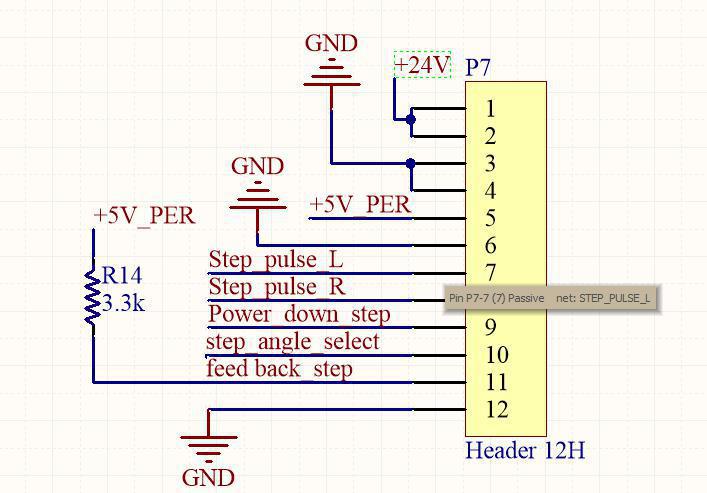 GND
+24V
P7
1
2
3
4
GND
+5V_PER
+5V_PER
5
6
Step_pulse_L
7
R14
3.3k
Step_pulse_R
Pin P7-7 (7) Passive net: STEP_PULSE_L
Power_down_step
9
step_angle_select
10
feed back_step
11
12
Header 12H
GND